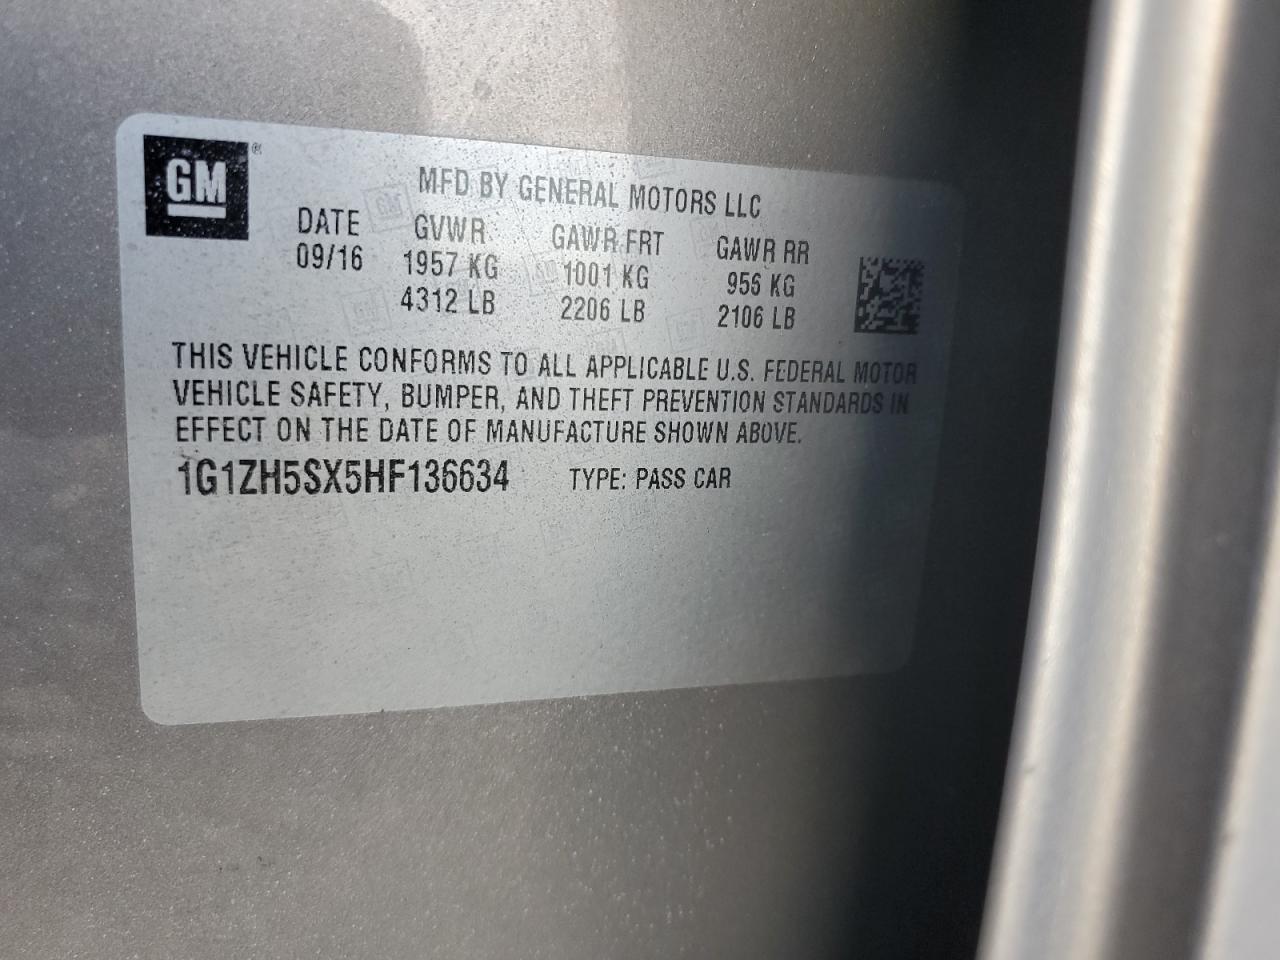 GM ®
MFD BY GENERAL MOTORS LLC
DATE GVWR GAWR FRT GAWR RR
09/16 1957 KG 1001 KG 956 KG
4312 LB 2206 LB 2106 LB
THIS VEHICLE CONFORMS TO ALL APPLICABLE U.S. FEDERAL MOTOR
VEHICLE SAFETY, BUMPER, AND THEFT PREVENTION STANDARDS IN
EFFECT ON THE DATE OF MANUFACTURE SHOWN ABOVE.
1G1ZH5SX5HF136634 TYPE: PASS CAR